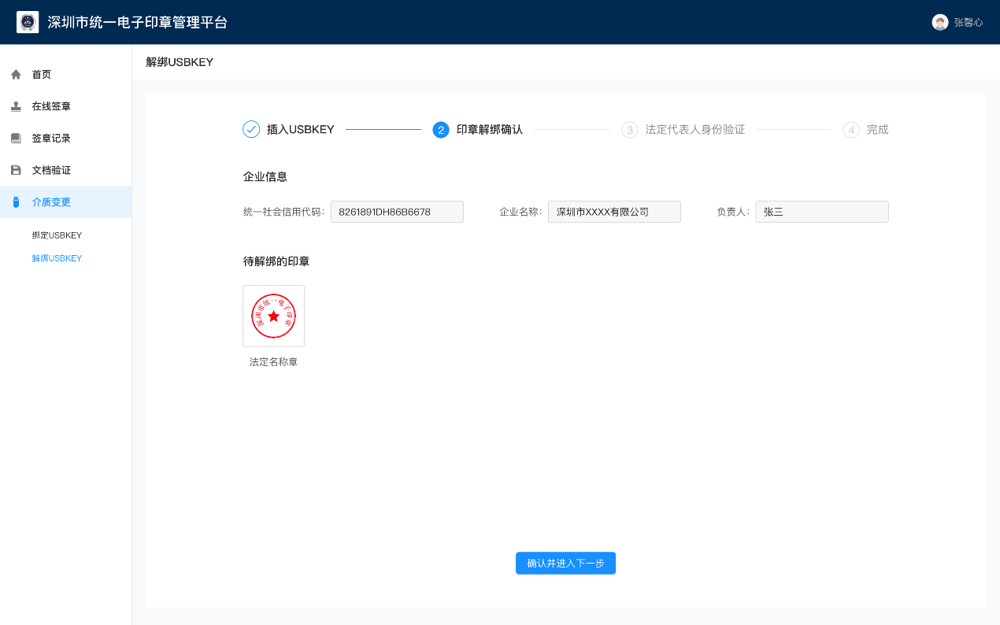 深圳市统一电子印章管理平台
张馨心
首页
在线签章
签章记录
文档验证
介质变更
绑定USBKEY
解绑USBKEY
解绑USBKEY
插入USBKEY
2 印章解绑确认
3 法定代表人身份验证
4 完成
企业信息
统一社会信用代码: 8261891DH86B6678
企业名称: 深圳市XXXX有限公司
负责人: 张三
待解绑的印章
深圳市统一电子印章
法定名称章
确认并进入下一步